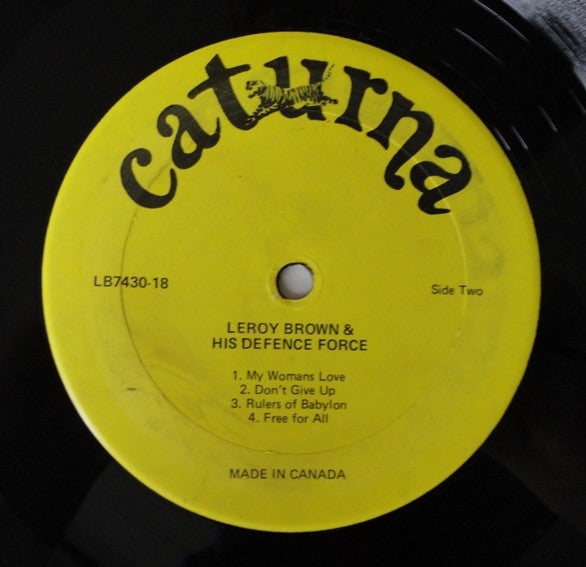 caturna
LB7430-18
Side Two
LEROY BROWN &
HIS DEFENCE FORCE
1. My Womans Love
2. Don't Give Up
3. Rulers of Babylon
4. Free for All
MADE IN CANADA